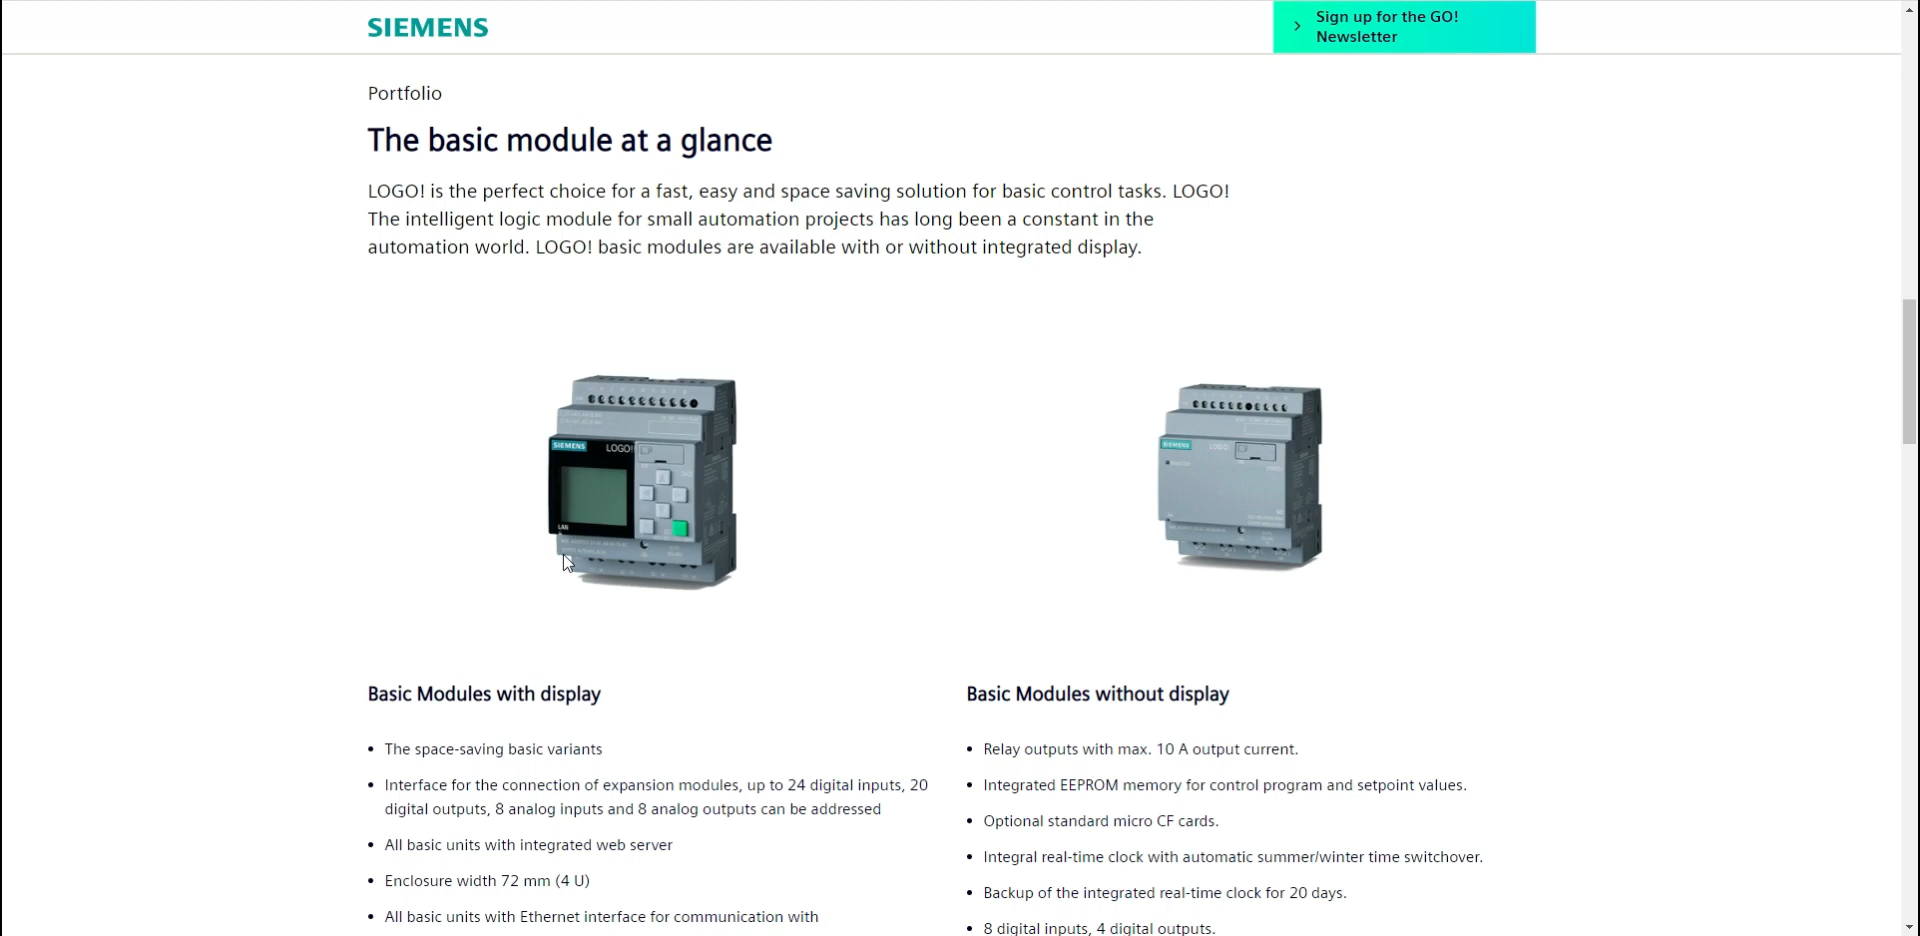 SIEMENS
Sign up for the GO!
Newsletter
Portfolio
The basic module at a glance
LOGO! is the perfect choice for a fast, easy and space saving solution for basic control tasks. LOGO!
The intelligent logic module for small automation projects has long been a constant in the
automation world. LOGO! basic modules are available with or without integrated display.
SIEMENS
LOGO!
LAN
SIEMENS
LOGO!
Basic Modules with display
• The space-saving basic variants
• Interface for the connection of expansion modules, up to 24 digital inputs, 20
digital outputs, 8 analog inputs and 8 analog outputs can be addressed
• All basic units with integrated web server
• Enclosure width 72 mm (4 U)
• All basic units with Ethernet interface for communication with
Basic Modules without display
• Relay outputs with max. 10 A output current.
• Integrated EEPROM memory for control program and setpoint values.
• Optional standard micro CF cards.
• Integral real-time clock with automatic summer/winter time switchover.
• Backup of the integrated real-time clock for 20 days.
• 8 digital inputs, 4 digital outputs.